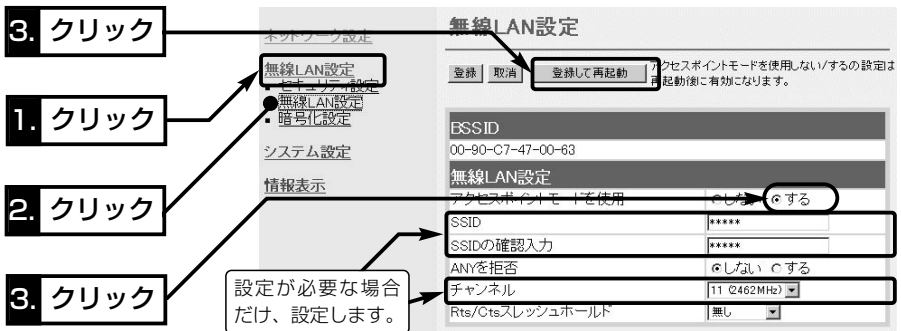 3. クリック
1. クリック
2. クリック
3. クリック
ネットワーク設定
無線LAN設定
セキュリティ設定
無線LAN設定
暗号化設定
システム設定
情報表示
無線LAN設定
登録 取消 登録して再起動
アクセスポイントモードを使用しない/するの設定は
再起動後に有効になります。
BSSID
00-90-C7-47-00-63
無線LAN設定
アクセスポイントモードを使用 しない する
SSID *****
SSIDの確認入力 *****
ANYを拒否 しない する
チャンネル 11 (2462MHz)
Rts/Ctsスレッシュホールド 無し
設定が必要な場合
だけ、設定します。